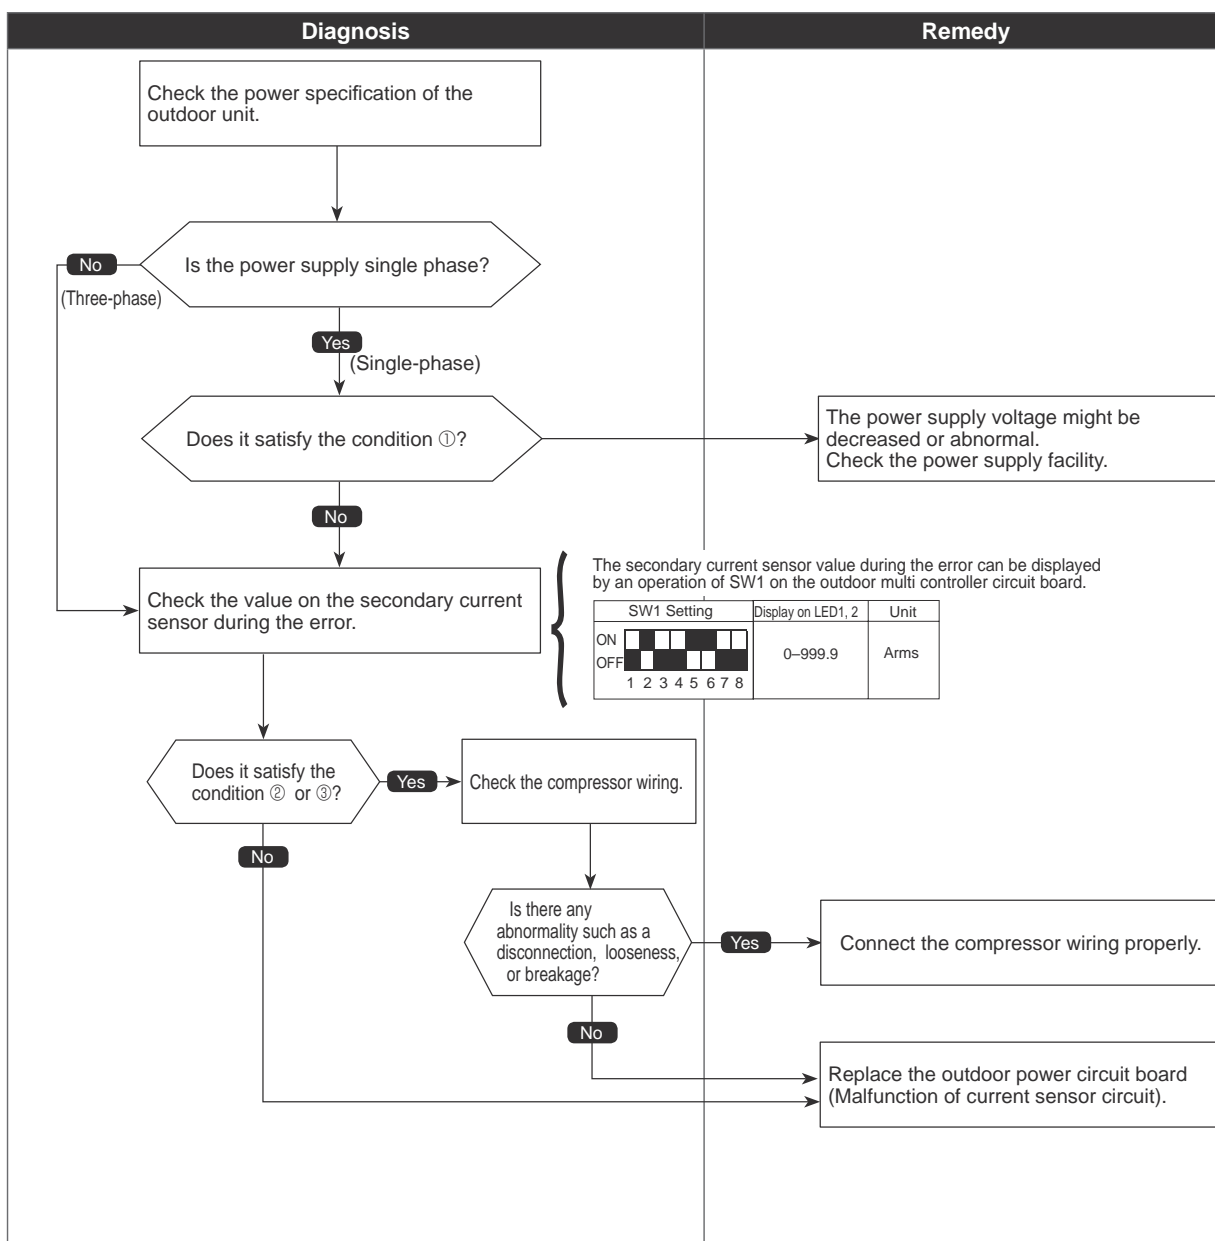 Diagnosis
Remedy
Check the power specification of the
outdoor unit.
Is the power supply single phase?
No
(Three-phase)
Yes
(Single-phase)
Does it satisfy the condition ①?
The power supply voltage might be
decreased or abnormal.
Check the power supply facility.
No
Check the value on the secondary current
sensor during the error.
The secondary current sensor value during the error can be displayed
by an operation of SW1 on the outdoor multi controller circuit board.
SW1 Setting
Display on LED1, 2
Unit
ON
OFF
1 2 3 4 5 6 7 8
0–999.9
Arms
Does it satisfy the
condition ② or ③?
Yes
Check the compressor wiring.
No
Is there any
abnormality such as a
disconnection, looseness,
or breakage?
Yes
Connect the compressor wiring properly.
No
Replace the outdoor power circuit board
(Malfunction of current sensor circuit).